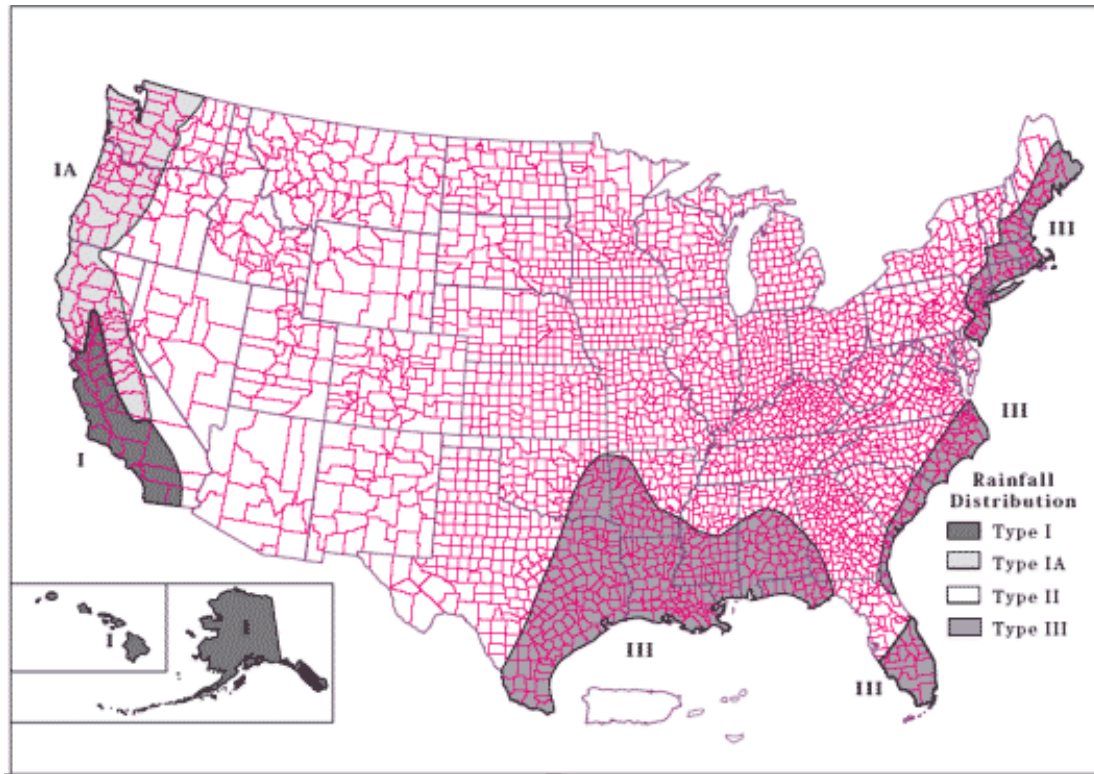 IA
III
III
I
Rainfall
Distribution
Type I
Type IA
Type II
Type III
I
I
III
III